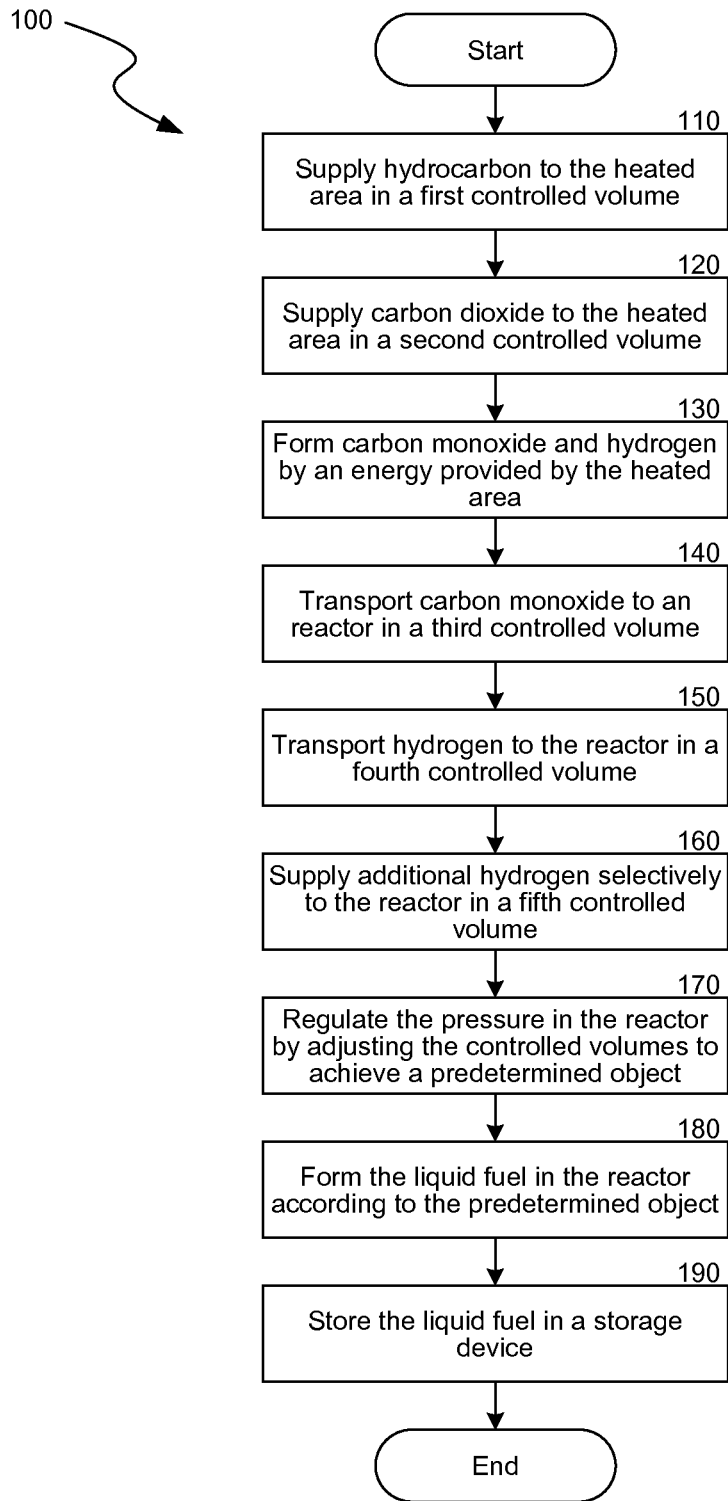 100
Start
110
Supply hydrocarbon to the heated
area in a first controlled volume
120
Supply carbon dioxide to the heated
area in a second controlled volume
130
Form carbon monoxide and hydrogen
by an energy provided by the heated
area
140
Transport carbon monoxide to an
reactor in a third controlled volume
150
Transport hydrogen to the reactor in a
fourth controlled volume
160
Supply additional hydrogen selectively
to the reactor in a fifth controlled
volume
170
Regulate the pressure in the reactor
by adjusting the controlled volumes to
achieve a predetermined object
180
Form the liquid fuel in the reactor
according to the predetermined object
190
Store the liquid fuel in a storage
device
End